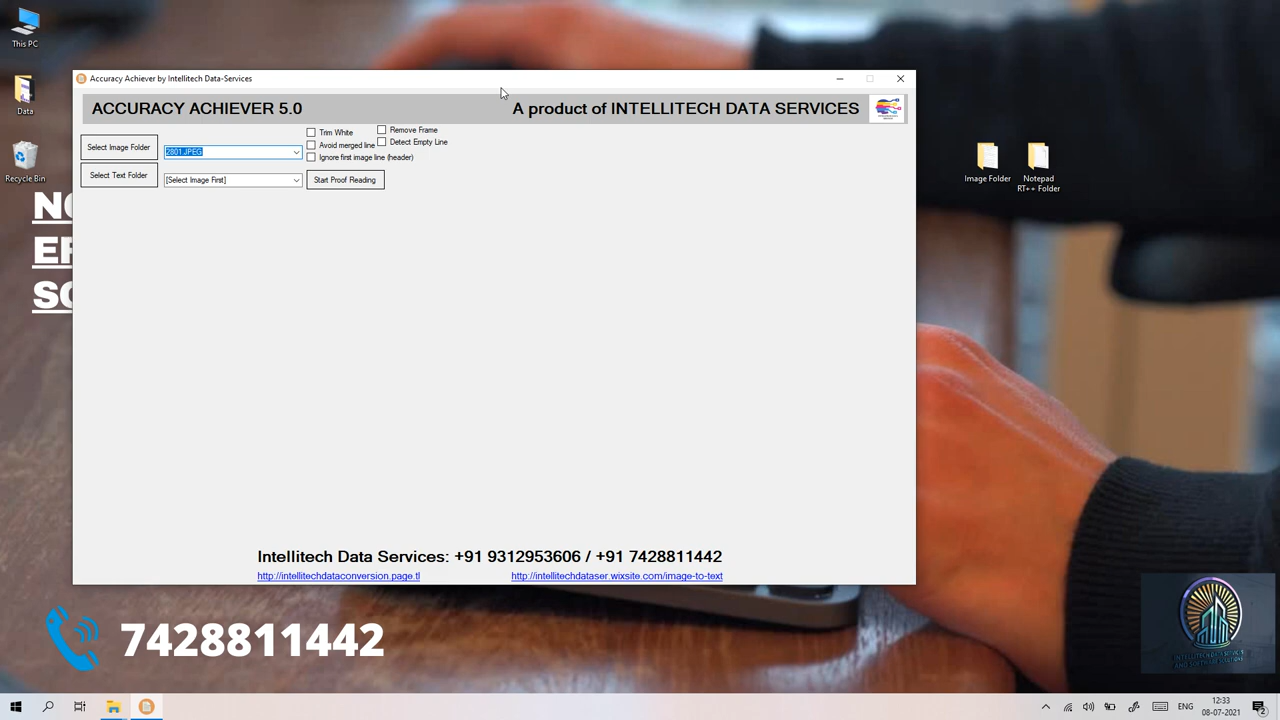 This PC
Data
Recycle Bin
Accuracy Achiever by Intellitech Data-Services
ACCURACY ACHIEVER 5.0
A product of INTELLITECH DATA SERVICES
Select Image Folder
2801.JPEG
Trim White
Remove Frame
Avoid merged line
Detect Empty Line
Ignore first image line (header)
Select Text Folder
[Select Image First]
Start Proof Reading
Image Folder
Notepad
RT++ Folder
Intellitech Data Services: +91 9312953606 / +91 7428811442
http://intellitechdataconversion.page.tl
http://intellitechdataser.wixsite.com/image-to-text
7428811442
ENG
12:33
08-07-2021
2